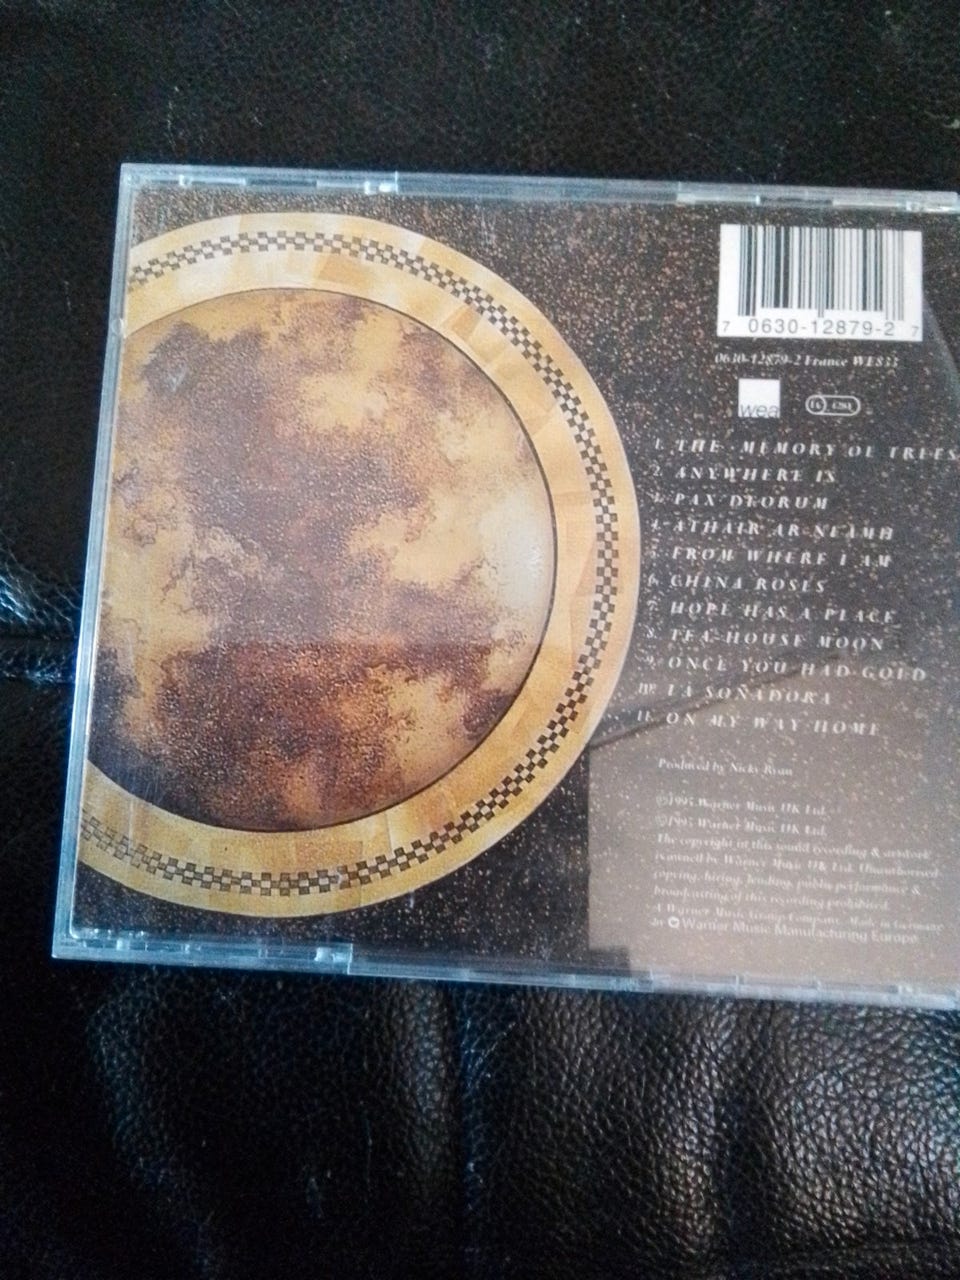 7 0630-12879-2 7
0630-12879-2 France WE833
wea
1. THE MEMORY OF TREES
2. ANYWHERE IS
3. PAX DEORUM
4. ATHAIR AR NEAMH
5. FROM WHERE I AM
6. CHINA ROSES
7. HOPE HAS A PLACE
8. TEA-HOUSE MOON
9. ONCE YOU HAD GOLD
10. LA SOÑADORA
11. ON MY WAY HOME
Produced by Nicky Ryan
℗1995 Warner Music UK Ltd.
©1995 Warner Music UK Ltd.
The copyright in this sound recording & artwork
is owned by Warner Music UK Ltd. Unauthorised
copying, hiring, lending, public performance &
broadcasting of this recording prohibited.
A Warner Music Group Company. Made in Germany
by Warner Music Manufacturing Europe.